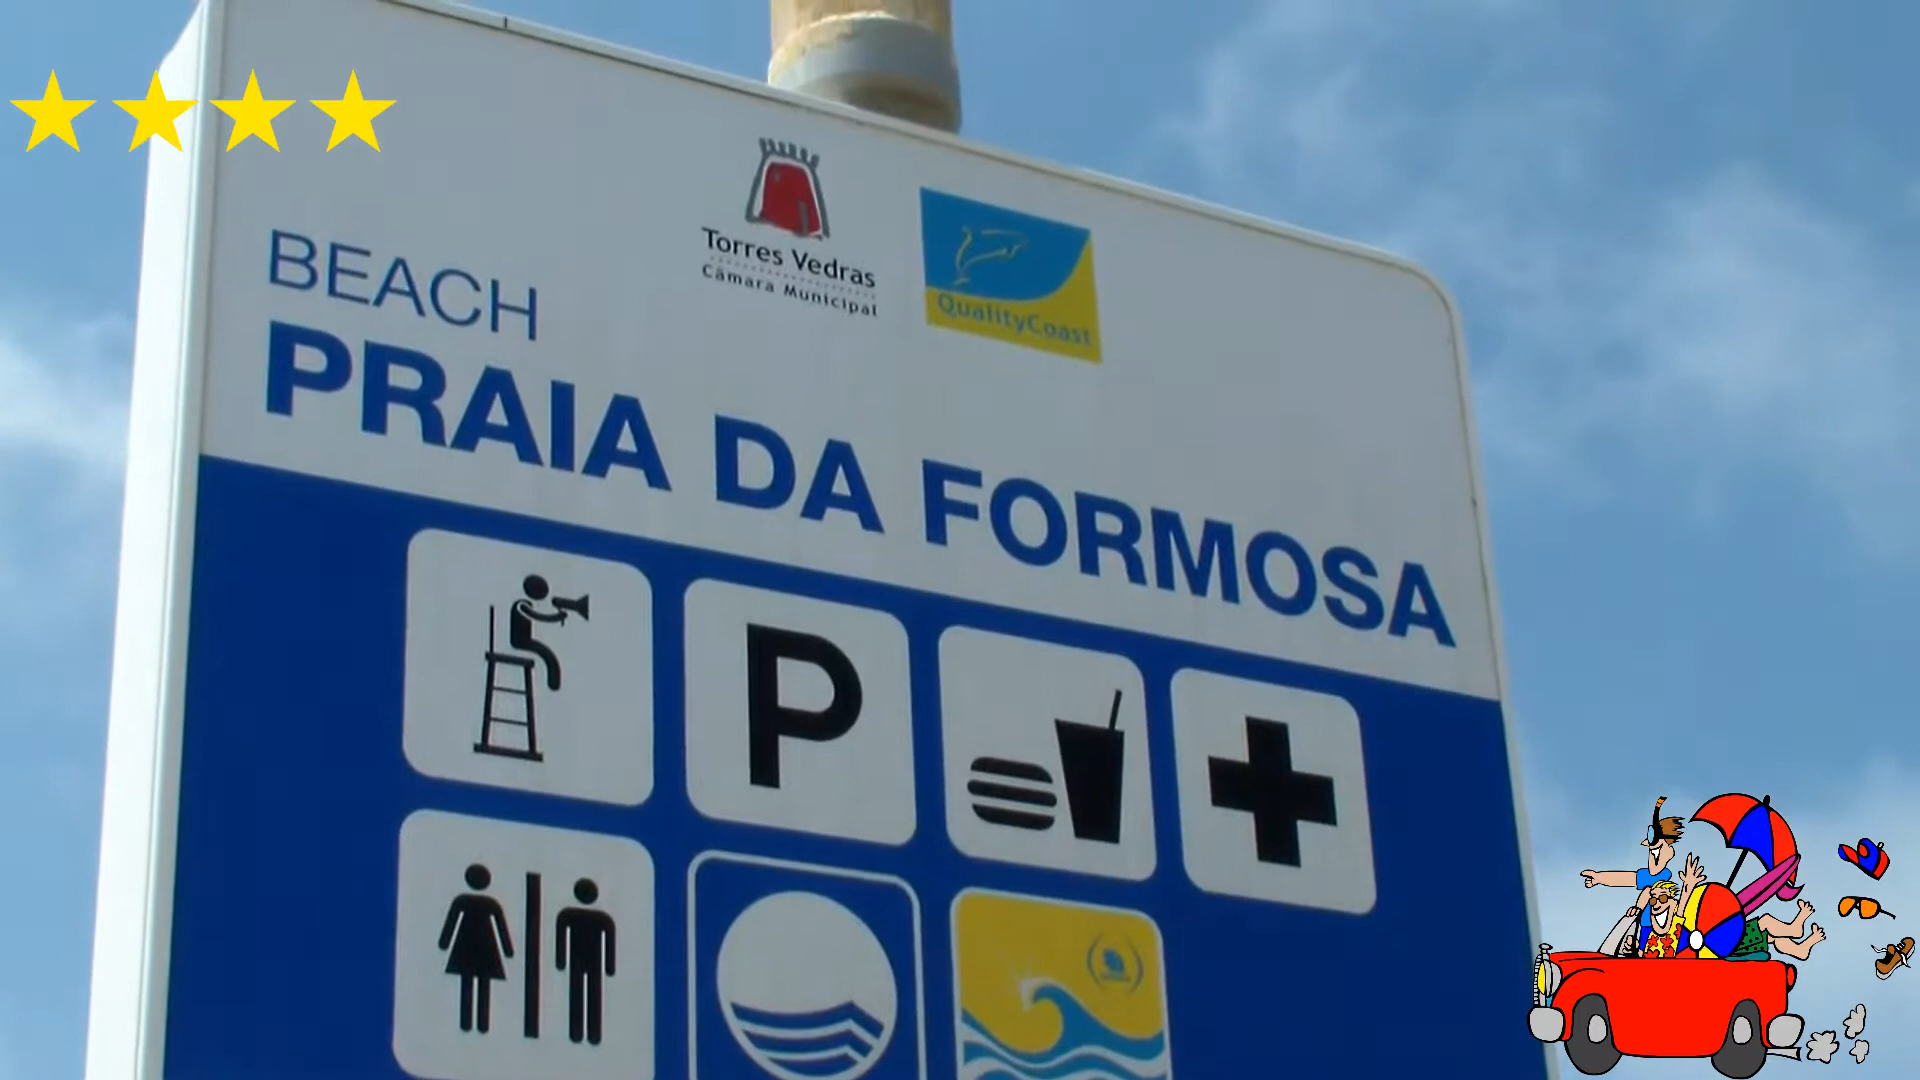 Torres Vedras
Câmara Municipal
QualityCoast
BEACH
PRAIA DA FORMOSA
P